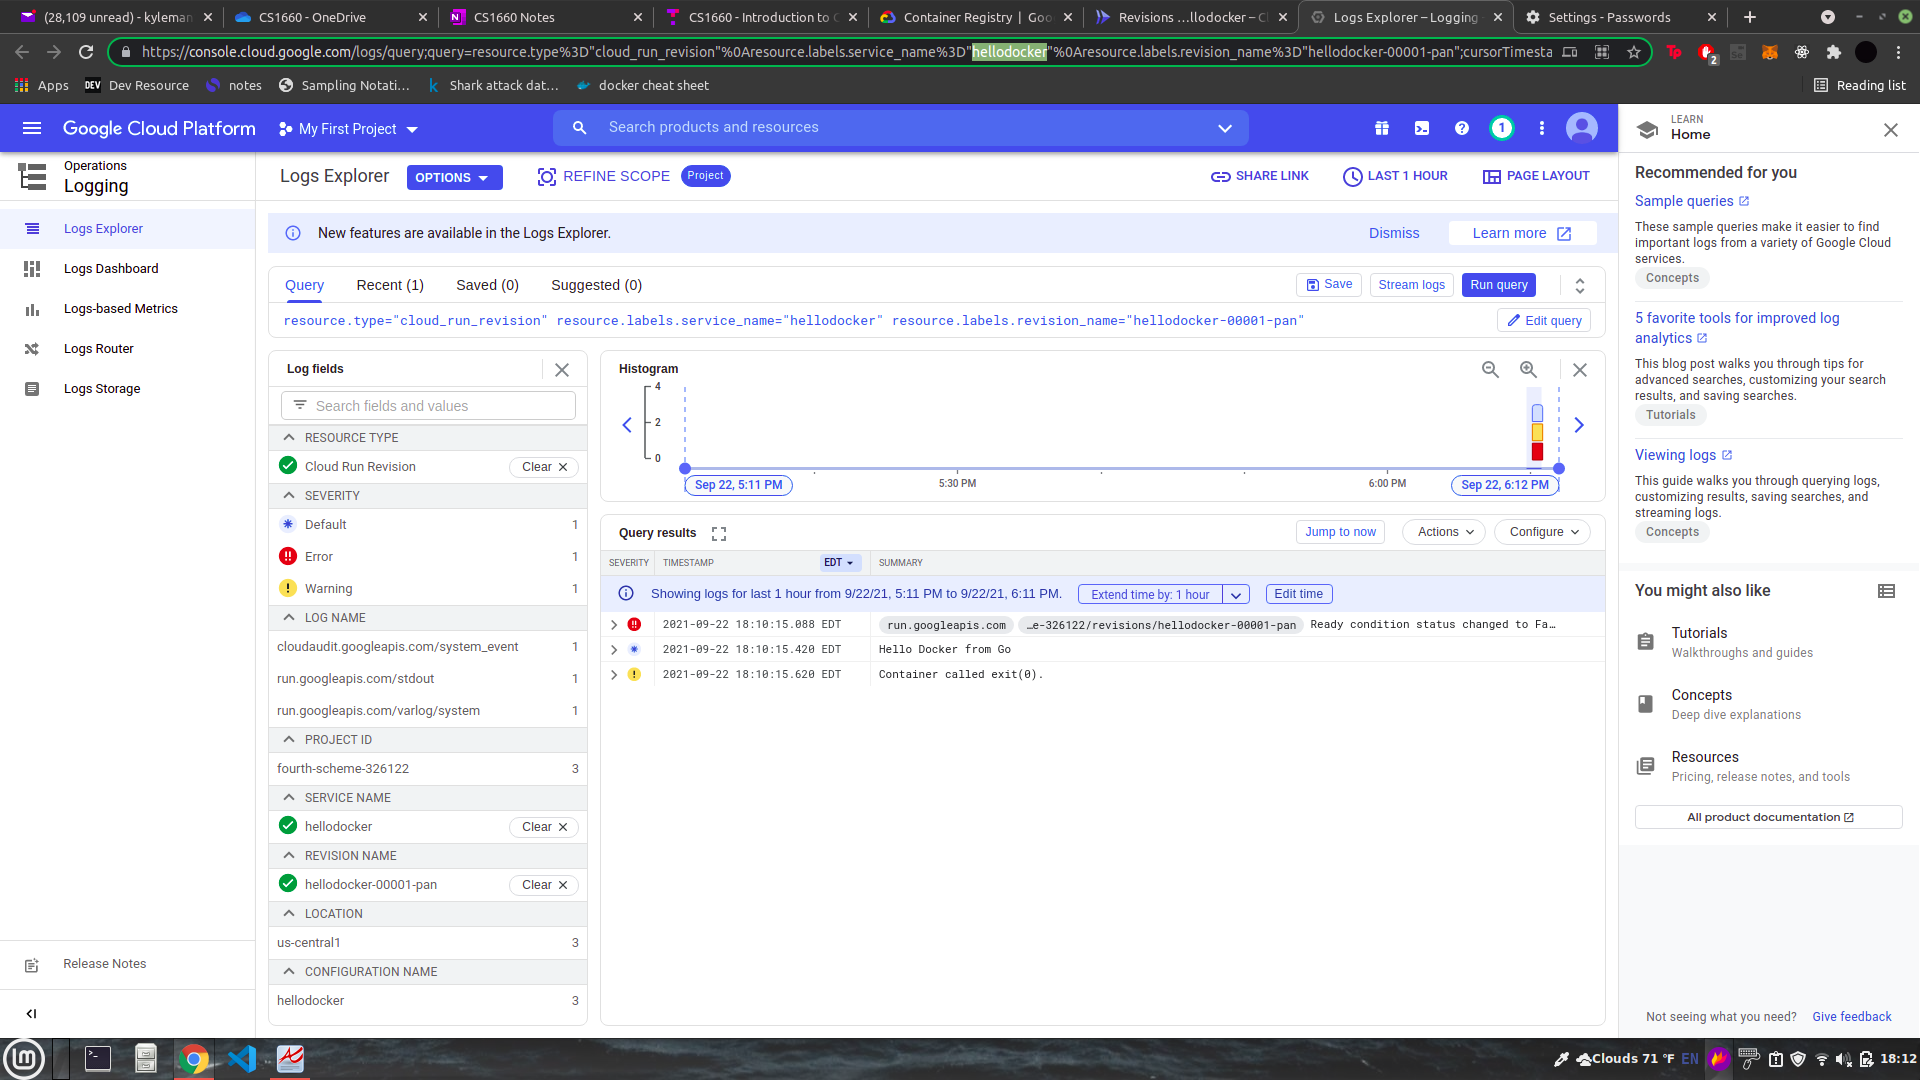 (28,109 unread) - kyleman
CS1660 - OneDrive
CS1660 Notes
CS1660 - Introduction to C
Container Registry | Goo
Revisions …llodocker – C
Logs Explorer – Logging
Settings - Passwords
https://console.cloud.google.com/logs/query;query=resource.type%3D"cloud_run_revision"%0Aresource.labels.service_name%3D"hellodocker"%0Aresource.labels.revision_name%3D"hellodocker-00001-pan";cursorTimesta
2
Apps
DEV Dev Resource
notes
Sampling Notati…
Shark attack dat…
docker cheat sheet
Reading list
Google Cloud Platform
My First Project
Search products and resources
1
LEARN
Home
Operations
Logging
Logs Explorer
OPTIONS
REFINE SCOPE
Project
SHARE LINK
LAST 1 HOUR
PAGE LAYOUT
Logs Explorer
Logs Dashboard
Logs-based Metrics
Logs Router
Logs Storage
Release Notes
New features are available in the Logs Explorer.
Dismiss
Learn more
Query
Recent (1)
Saved (0)
Suggested (0)
Save
Stream logs
Run query
resource.type="cloud_run_revision" resource.labels.service_name="hellodocker" resource.labels.revision_name="hellodocker-00001-pan"
Edit query
Log fields
Search fields and values
RESOURCE TYPE
Cloud Run Revision
Clear
SEVERITY
Default 1
Error 1
Warning 1
LOG NAME
cloudaudit.googleapis.com/system_event 1
run.googleapis.com/stdout 1
run.googleapis.com/varlog/system 1
PROJECT ID
fourth-scheme-326122 3
SERVICE NAME
hellodocker
Clear
REVISION NAME
hellodocker-00001-pan
Clear
LOCATION
us-central1 3
CONFIGURATION NAME
hellodocker 3
Histogram
4
2
0
Sep 22, 5:11 PM
5:30 PM
6:00 PM
Sep 22, 6:12 PM
Query results
Jump to now
Actions
Configure
SEVERITY
TIMESTAMP
EDT
SUMMARY
Showing logs for last 1 hour from 9/22/21, 5:11 PM to 9/22/21, 6:11 PM.
Extend time by: 1 hour
Edit time
2021-09-22 18:10:15.088 EDT run.googleapis.com …e-326122/revisions/hellodocker-00001-pan Ready condition status changed to Fa…
2021-09-22 18:10:15.420 EDT Hello Docker from Go
2021-09-22 18:10:15.620 EDT Container called exit(0).
Recommended for you
Sample queries
These sample queries make it easier to find
important logs from a variety of Google Cloud
services.
Concepts
5 favorite tools for improved log
analytics
This blog post walks you through tips for
advanced searches, customizing your search
results, and saving searches.
Tutorials
Viewing logs
This guide walks you through querying logs,
customizing results, saving searches, and
streaming logs.
Concepts
You might also like
Tutorials
Walkthroughs and guides
Concepts
Deep dive explanations
Resources
Pricing, release notes, and tools
All product documentation
Not seeing what you need?
Give feedback
Clouds 71 °F
EN
18:12